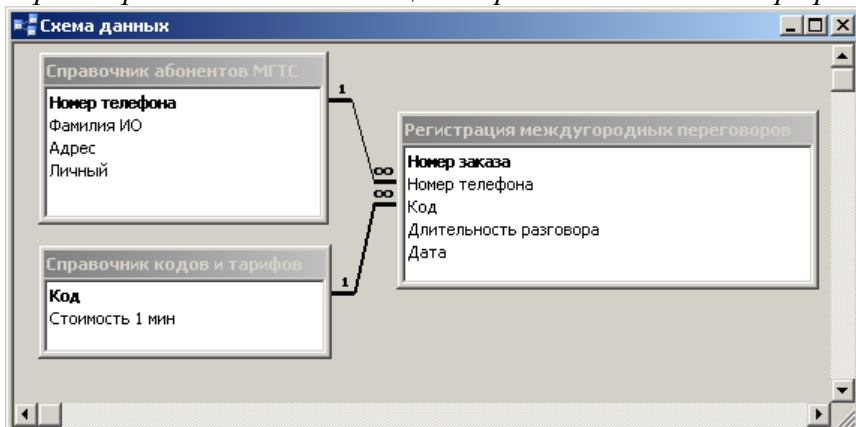 Схема данных
Справочник абонентов МГТС
Номер телефона
Фамилия ИО
Адрес
Личный
1
∞
Регистрация междугородных переговоров
Номер заказа
Номер телефона
Код
Длительность разговора
Дата
∞
Справочник кодов и тарифов
Код
Стоимость 1 мин
1